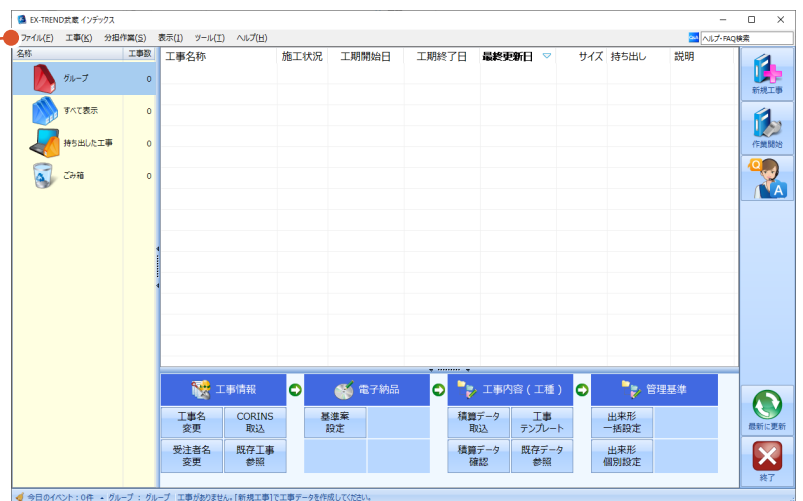 EX-TREND武蔵 インデックス
ファイル(F) 工事(K) 分担作業(S) 表示(I) ツール(T) ヘルプ(H) Q&A ヘルプ・FAQ検索
名称 工事数
グループ 0
すべて表示 0
持ち出した工事 0
ごみ箱 0
工事名称 施工状況 工期開始日 工期終了日 最終更新日 サイズ 持ち出し 説明
新規工事
作業開始
Q
A
最新に更新
終了
工事情報 電子納品 工事内容(工種) 管理基準
工事名
変更
CORINS
取込
基準案
設定
積算データ
取込
工事
テンプレート
出来形
一括設定
受注者名
変更
既存工事
参照
積算データ
確認
既存データ
参照
出来形
個別設定
今日のイベント : 0件 グループ : グループ 工事がありません。[新規工事]で工事データを作成してください。